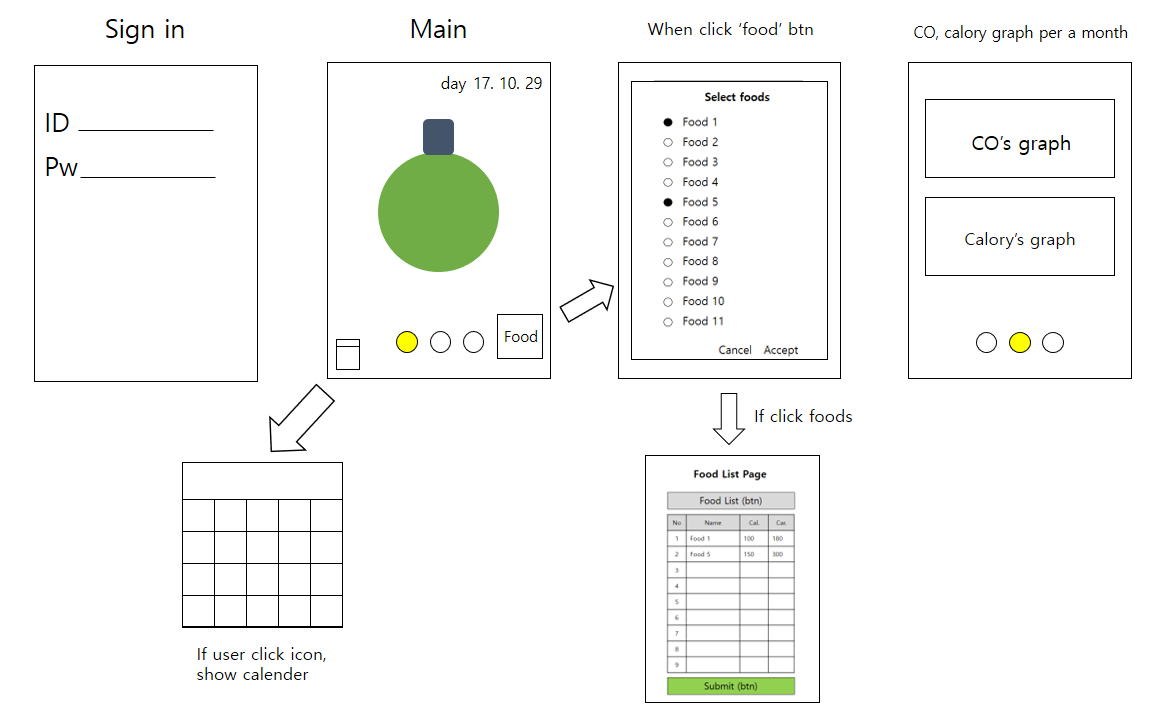 Sign in
Main
When click ‘food’ btn
CO, calory graph per a month
ID
Pw
day 17. 10. 29
Food
Select foods
Food 1
Food 2
Food 3
Food 4
Food 5
Food 6
Food 7
Food 8
Food 9
Food 10
Food 11
Cancel Accept
CO’s graph
Calory’s graph
If click foods
If user click icon,
show calender
Food List Page
Food List (btn)
No Name Cal. Car.
1 Food 1 100 180
2 Food 5 150 300
3
4
5
6
7
8
9
Submit (btn)